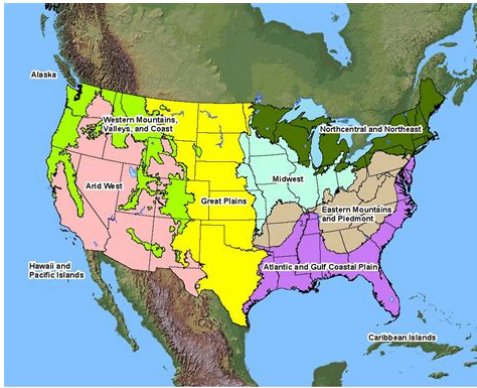 Alaska
Western Mountains,
Valleys, and Coast
Northcentral and Northeast
Midwest
Arid West
Great Plains
Eastern Mountains
and Piedmont
Hawaii and
Pacific Islands
Atlantic and Gulf Coastal Plain
Caribbean Islands